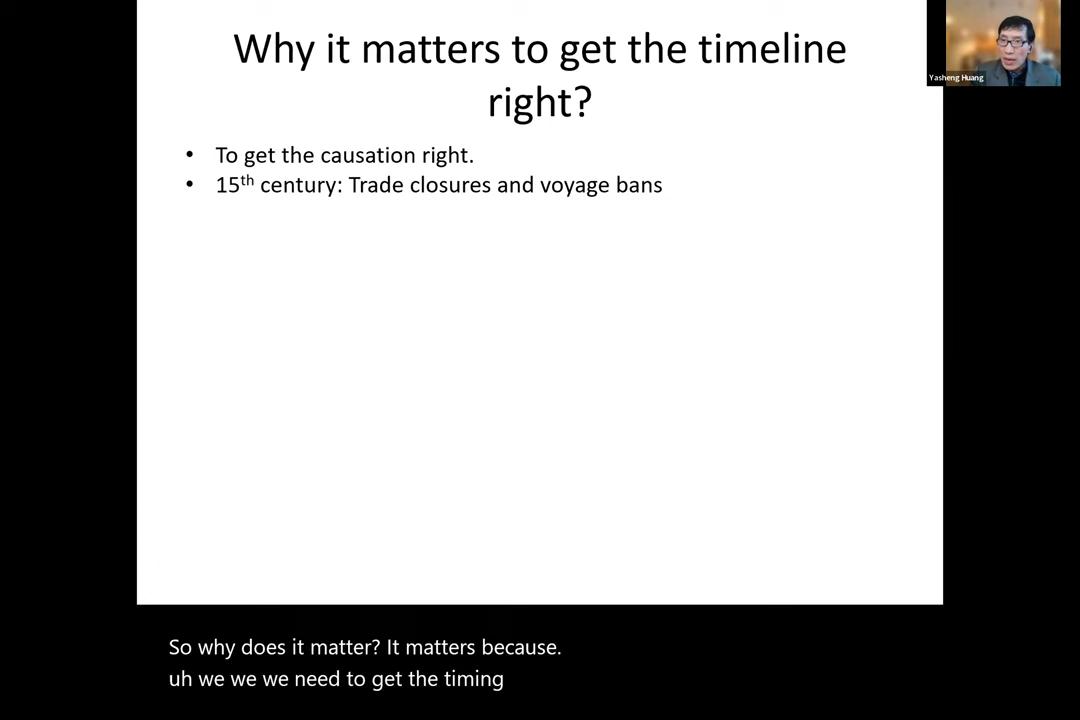 Why it matters to get the timeline
right?
Yasheng Huang
• To get the causation right.
• 15th century: Trade closures and voyage bans
So why does it matter? It matters because.
uh we we we need to get the timing